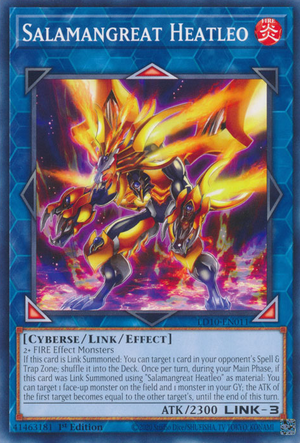 Salamangreat Heatleo
FIRE
炎
LD10-EN011
[Cyberse/Link/Effect]
2+ FIRE Effect Monsters
If this card is Link Summoned: You can target 1 card in your opponent's Spell &
Trap Zone; shuffle it into the Deck. Once per turn, during your Main Phase, if
this card was Link Summoned using "Salamangreat Heatleo" as material: You can
target 1 face-up monster on the field and 1 monster in your GY; the ATK of
the first target becomes equal to the other target's, until the end of this turn.
ATK/2300 LINK-3
41463181 1st Edition